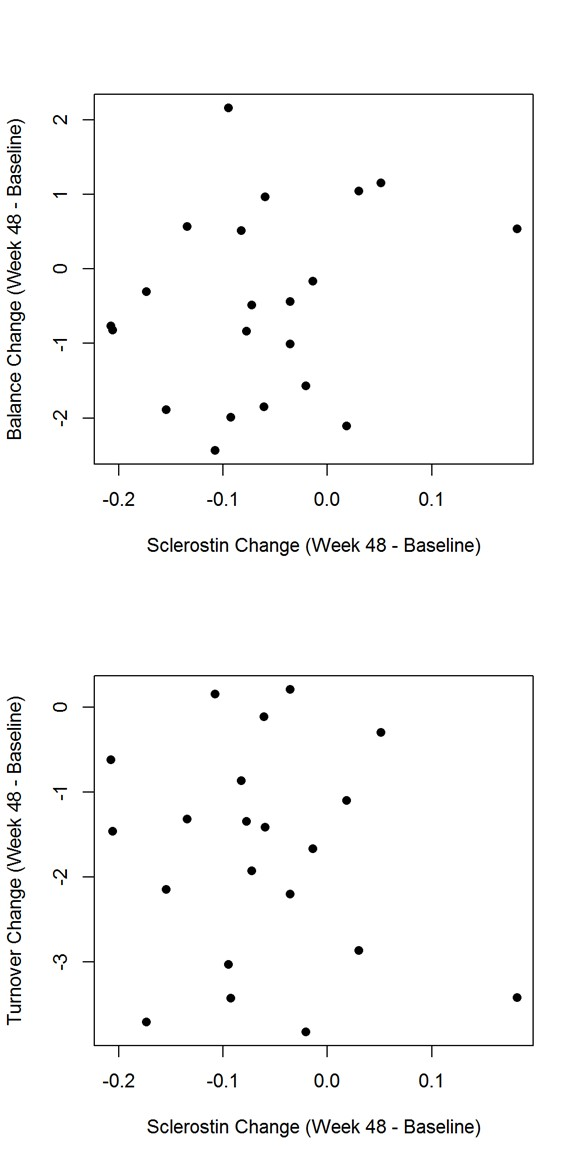 Balance Change (Week 48 - Baseline)
2
1
0
-1
-2
-0.2 -0.1 0.0 0.1
Sclerostin Change (Week 48 - Baseline)
Turnover Change (Week 48 - Baseline)
0
-1
-2
-3
-0.2 -0.1 0.0 0.1
Sclerostin Change (Week 48 - Baseline)